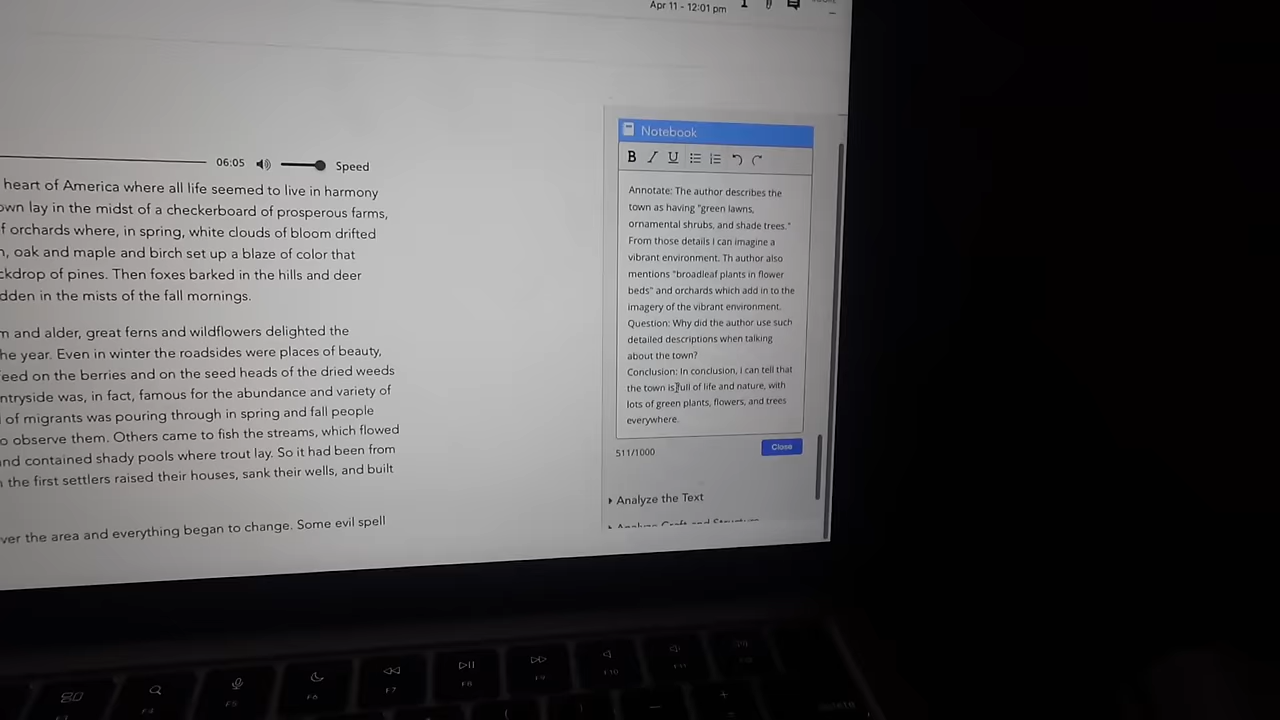 Apr 11 - 12:01 pm
06:05
Speed
heart of America where all life seemed to live in harmony
own lay in the midst of a checkerboard of prosperous farms,
f orchards where, in spring, white clouds of bloom drifted
n, oak and maple and birch set up a blaze of color that
ckdrop of pines. Then foxes barked in the hills and deer
dden in the mists of the fall mornings.
m and alder, great ferns and wildflowers delighted the
he year. Even in winter the roadsides were places of beauty,
feed on the berries and on the seed heads of the dried weeds
ntryside was, in fact, famous for the abundance and variety of
l of migrants was pouring through in spring and fall people
o observe them. Others came to fish the streams, which flowed
and contained shady pools where trout lay. So it had been from
n the first settlers raised their houses, sank their wells, and built
ver the area and everything began to change. Some evil spell
Notebook
B I U
Annotate: The author describes the
town as having "green lawns,
ornamental shrubs, and shade trees."
From those details I can imagine a
vibrant environment. Th author also
mentions "broadleaf plants in flower
beds" and orchards which add in to the
imagery of the vibrant environment.
Question: Why did the author use such
detailed descriptions when talking
about the town?
Conclusion: In conclusion, i can tell that
the town is full of life and nature, with
lots of green plants, flowers, and trees
everywhere.
511/1000
Close
Analyze the Text
F5
F6
F7
F8
F9
F10
F11